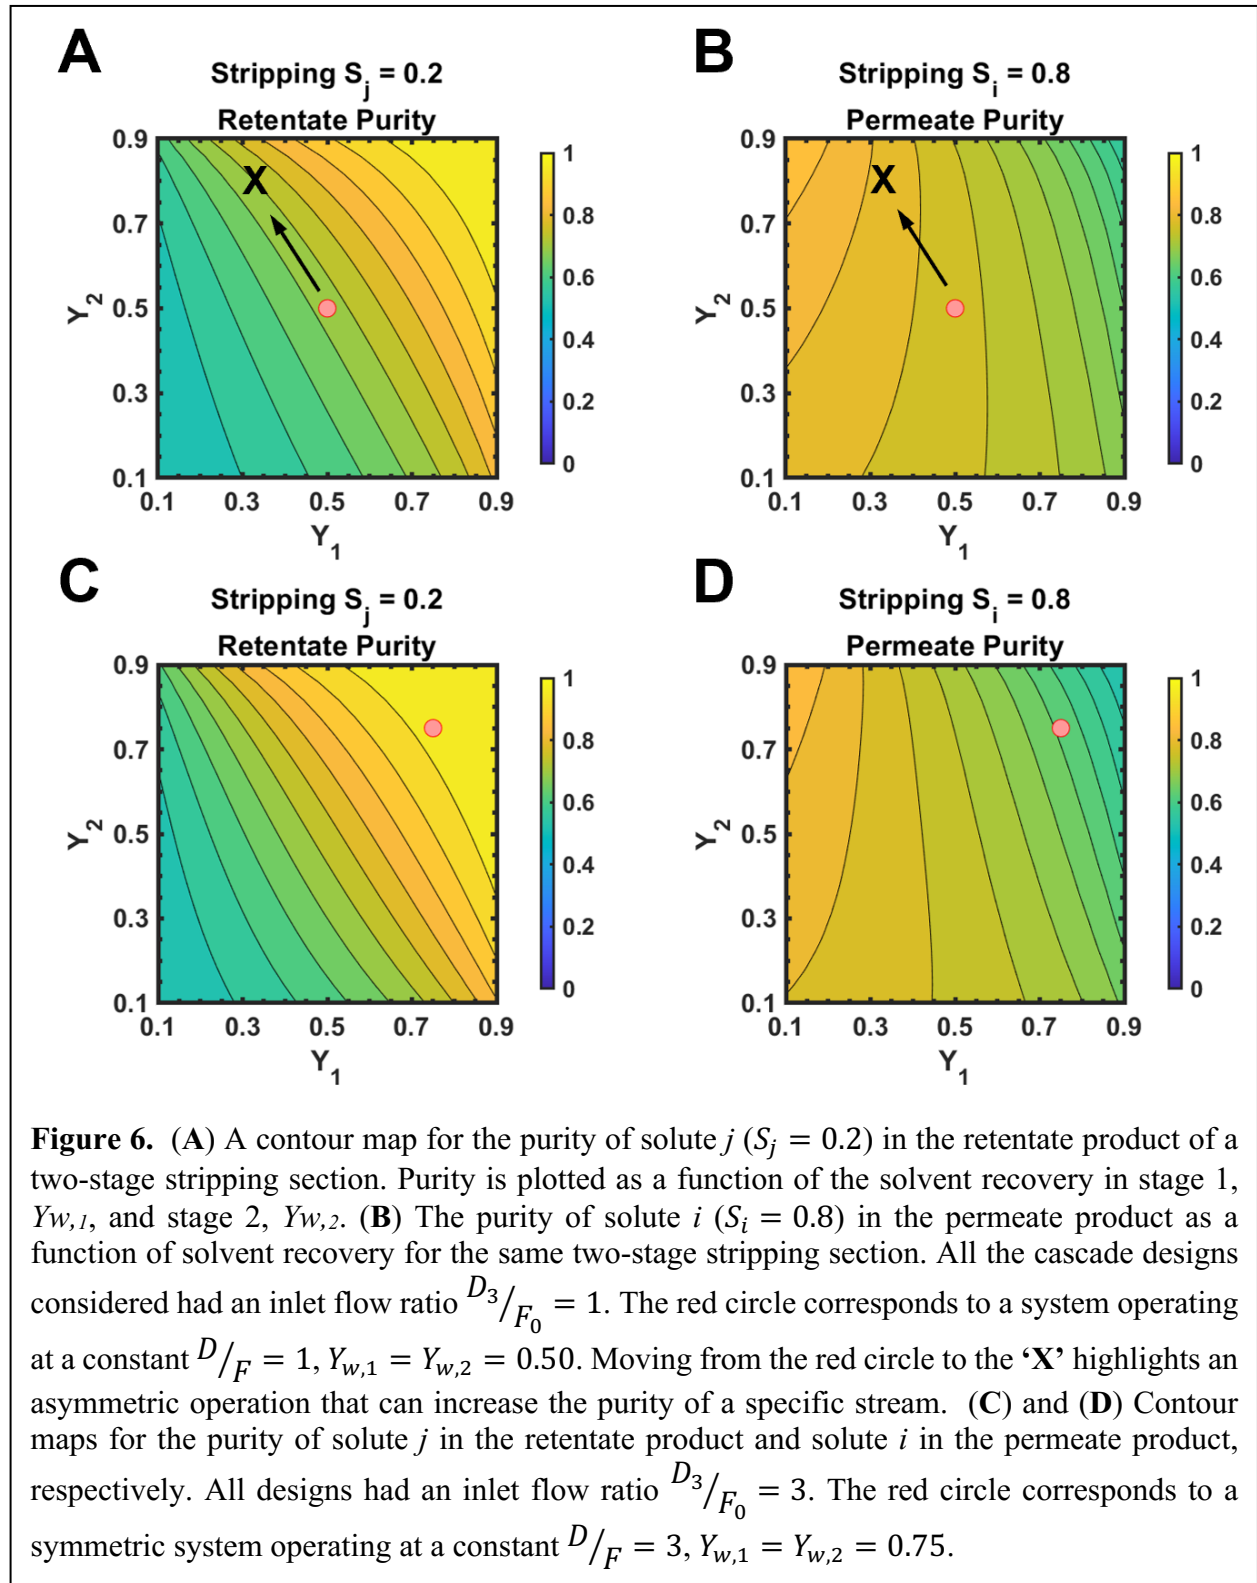 A
Stripping S_j = 0.2
Retentate Purity
0.9
0.7
0.5
0.3
0.1
Y_2
X
0.1 0.3 0.5 0.7 0.9
Y_1
1
0.8
0.6
0.4
0.2
0
B
Stripping S_i = 0.8
Permeate Purity
0.9
0.7
0.5
0.3
0.1
Y_2
X
0.1 0.3 0.5 0.7 0.9
Y_1
1
0.8
0.6
0.4
0.2
0
C
Stripping S_j = 0.2
Retentate Purity
0.9
0.7
0.5
0.3
0.1
Y_2
0.1 0.3 0.5 0.7 0.9
Y_1
1
0.8
0.6
0.4
0.2
0
D
Stripping S_i = 0.8
Permeate Purity
0.9
0.7
0.5
0.3
0.1
Y_2
0.1 0.3 0.5 0.7 0.9
Y_1
1
0.8
0.6
0.4
0.2
0
Figure 6. (A) A contour map for the purity of solute j (S_j = 0.2) in the retentate product of a
two-stage stripping section. Purity is plotted as a function of the solvent recovery in stage 1,
Yw,1, and stage 2, Yw,2. (B) The purity of solute i (S_i = 0.8) in the permeate product as a
function of solvent recovery for the same two-stage stripping section. All the cascade designs
considered had an inlet flow ratio D_3/F_0 = 1. The red circle corresponds to a system operating
at a constant D/F = 1, Y_w,1 = Y_w,2 = 0.50. Moving from the red circle to the ‘X’ highlights an
asymmetric operation that can increase the purity of a specific stream. (C) and (D) Contour
maps for the purity of solute j in the retentate product and solute i in the permeate product,
respectively. All designs had an inlet flow ratio D_3/F_0 = 3. The red circle corresponds to a
symmetric system operating at a constant D/F = 3, Y_w,1 = Y_w,2 = 0.75.